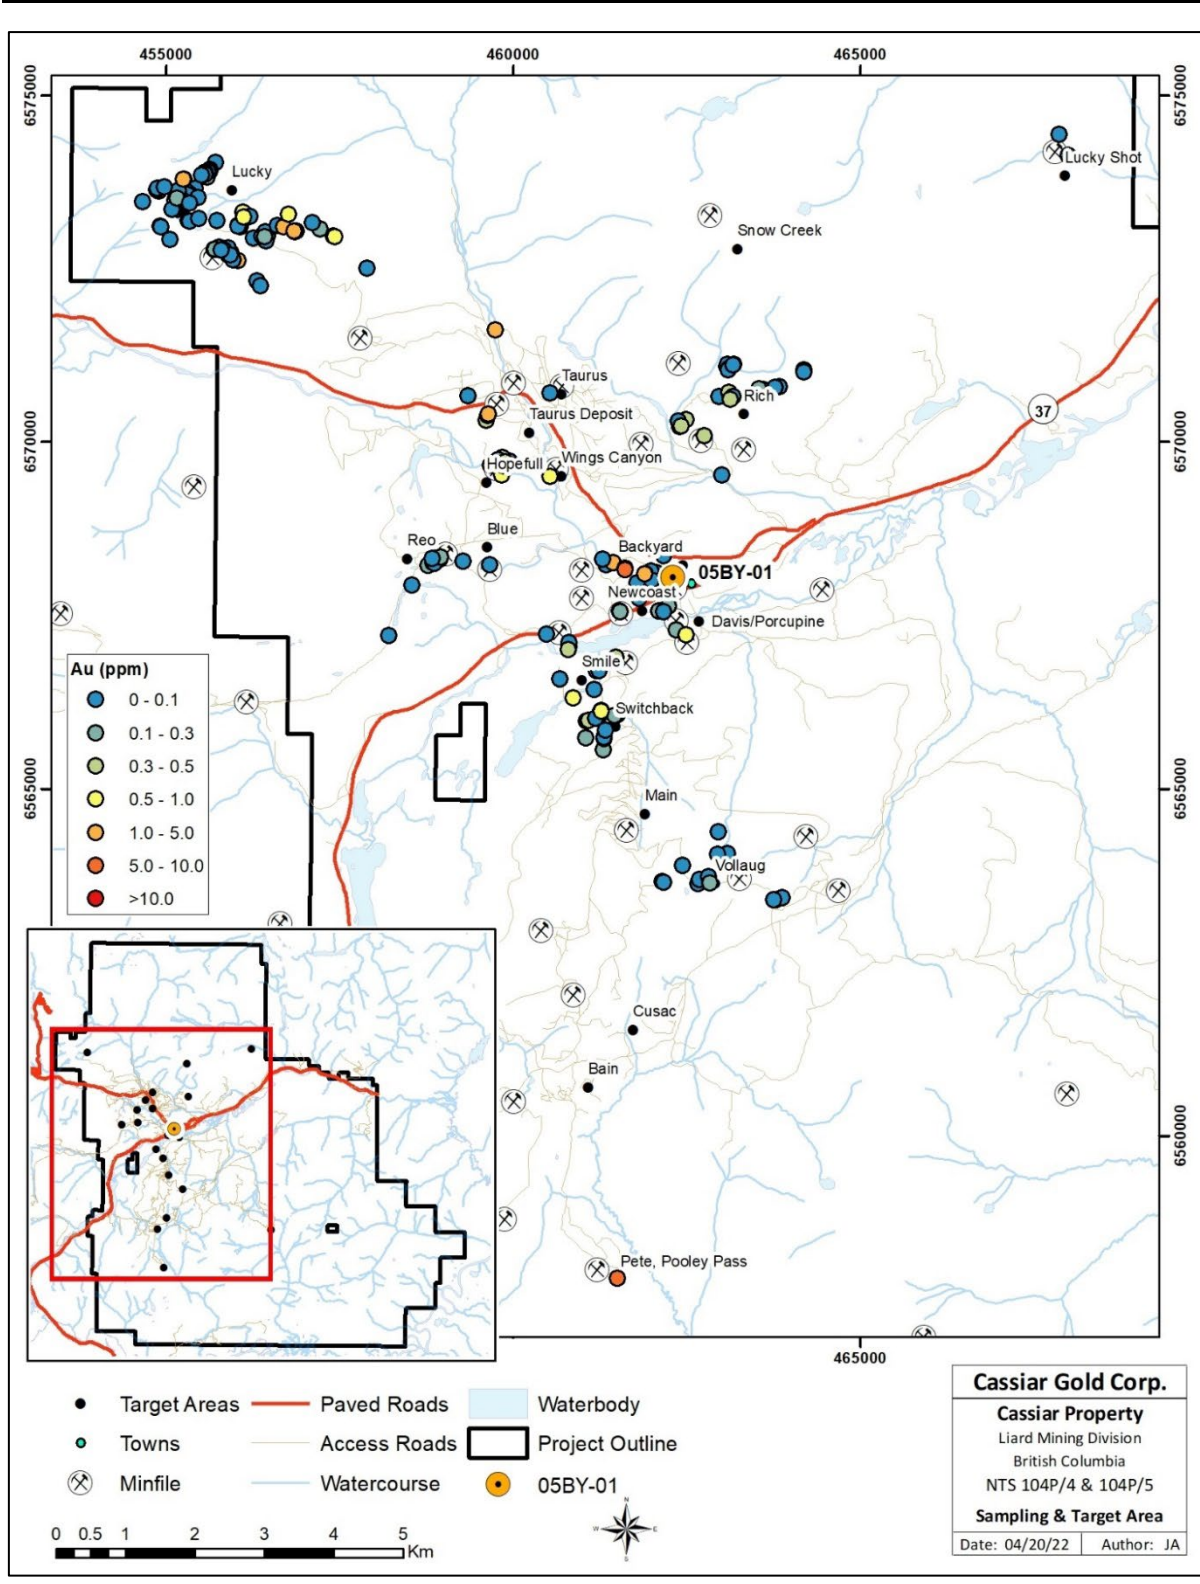 455000 460000 465000
6575000
6575000
Lucky
Lucky Shot
Snow Creek
Taurus
Rich
Taurus Deposit
37
6570000
6570000
Hopefull
Wings Canyon
Blue
Reo
Backyard
05BY-01
Newcoast
Davis/Porcupine
Smile
Switchback
Au (ppm)
0 - 0.1
0.1 - 0.3
0.3 - 0.5
0.5 - 1.0
1.0 - 5.0
5.0 - 10.0
>10.0
6565000
6565000
Main
Vollaug
Cusac
Bain
6560000
Pete, Pooley Pass
465000
Target Areas
Paved Roads
Waterbody
Towns
Access Roads
Project Outline
Minfile
Watercourse
05BY-01
N
W E
S
0 0.5 1 2 3 4 5
Km
Cassiar Gold Corp.
Cassiar Property
Liard Mining Division
British Columbia
NTS 104P/4 & 104P/5
Sampling & Target Area
Date: 04/20/22 Author: JA